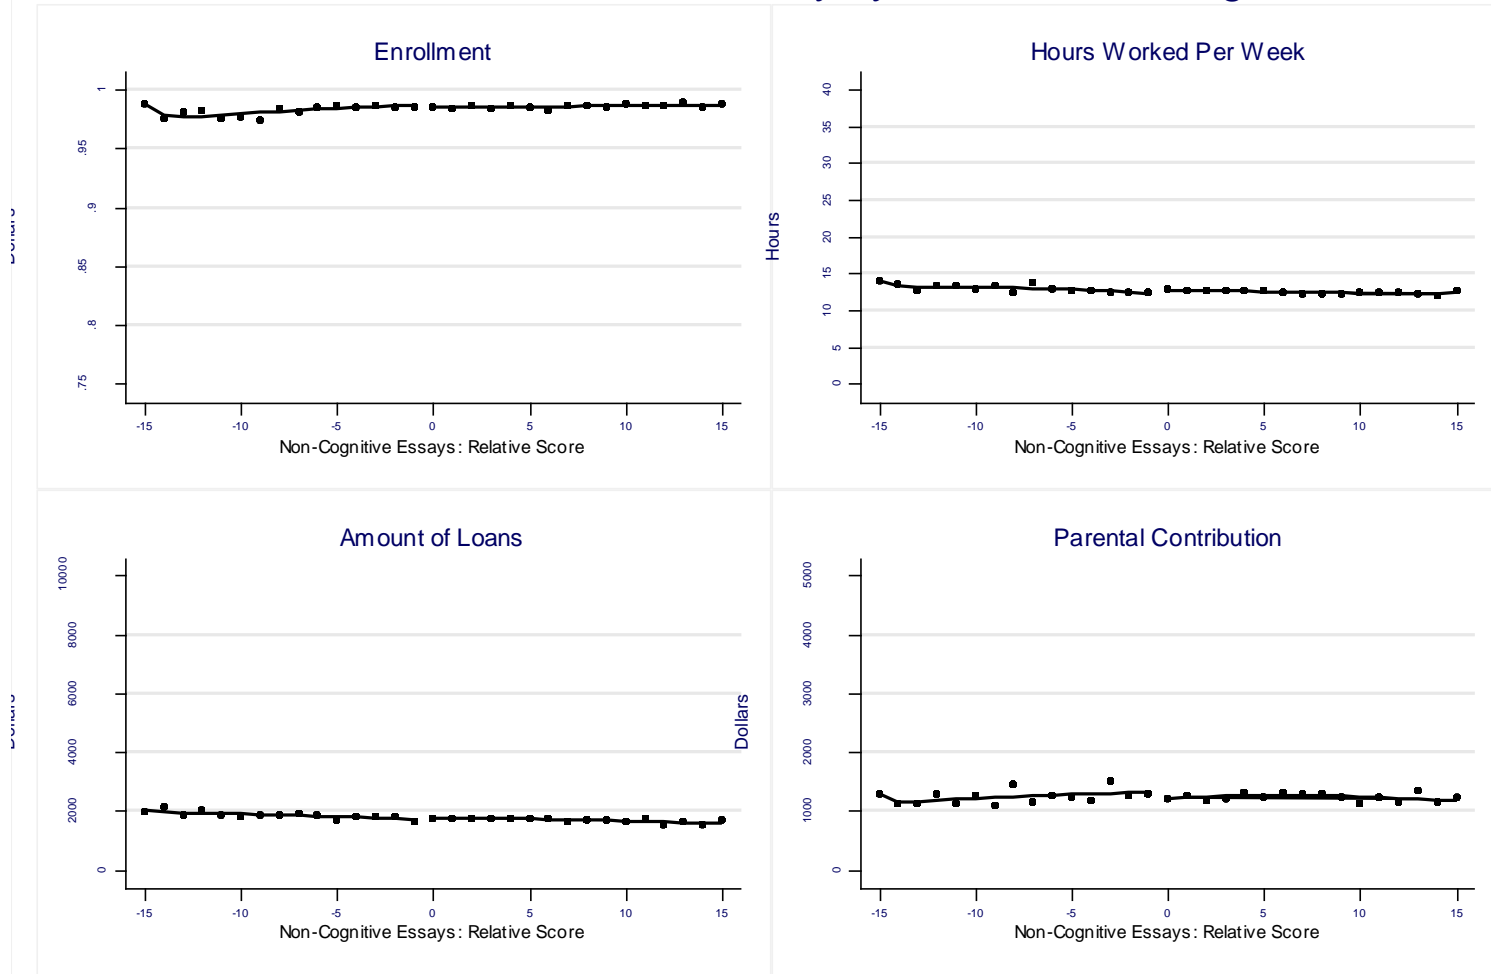 Enrollment
1
.95
.9
.85
.8
.75
-15 -10 -5 0 5 10 15
Non-Cognitive Essays: Relative Score
Hours Worked Per Week
Hours
40
35
30
25
20
15
10
5
0
-15 -10 -5 0 5 10 15
Non-Cognitive Essays: Relative Score
Amount of Loans
10000
8000
6000
4000
2000
0
-15 -10 -5 0 5 10 15
Non-Cognitive Essays: Relative Score
Parental Contribution
Dollars
5000
4000
3000
2000
1000
0
-15 -10 -5 0 5 10 15
Non-Cognitive Essays: Relative Score